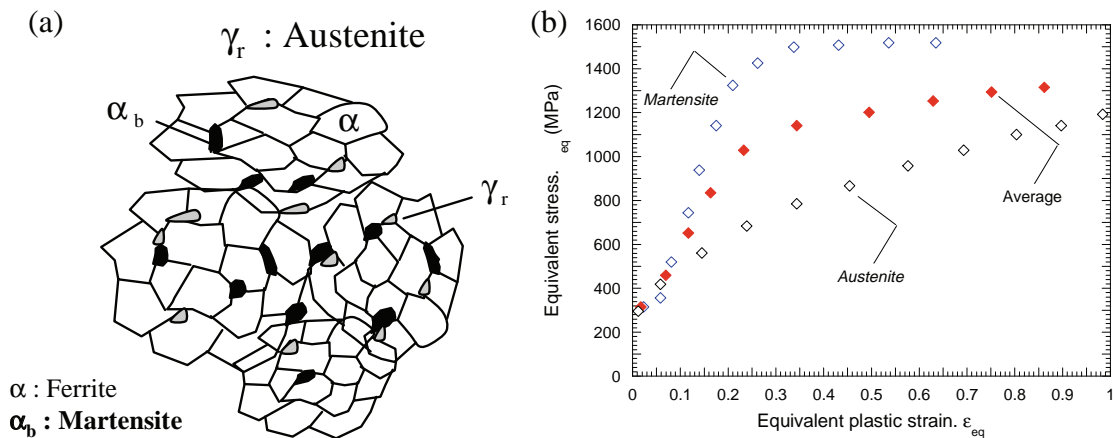 (a)
γr : Austenite
αb
α
γr
α : Ferrite
αb : Martensite
(b)
1600
1400
1200
1000
800
600
400
200
0
Equivalent stress. eq (MPa)
Martensite
Average
Austenite
0
0.1
0.2
0.3
0.4
0.5
0.6
0.7
0.8
0.9
1
Equivalent plastic strain. εeq